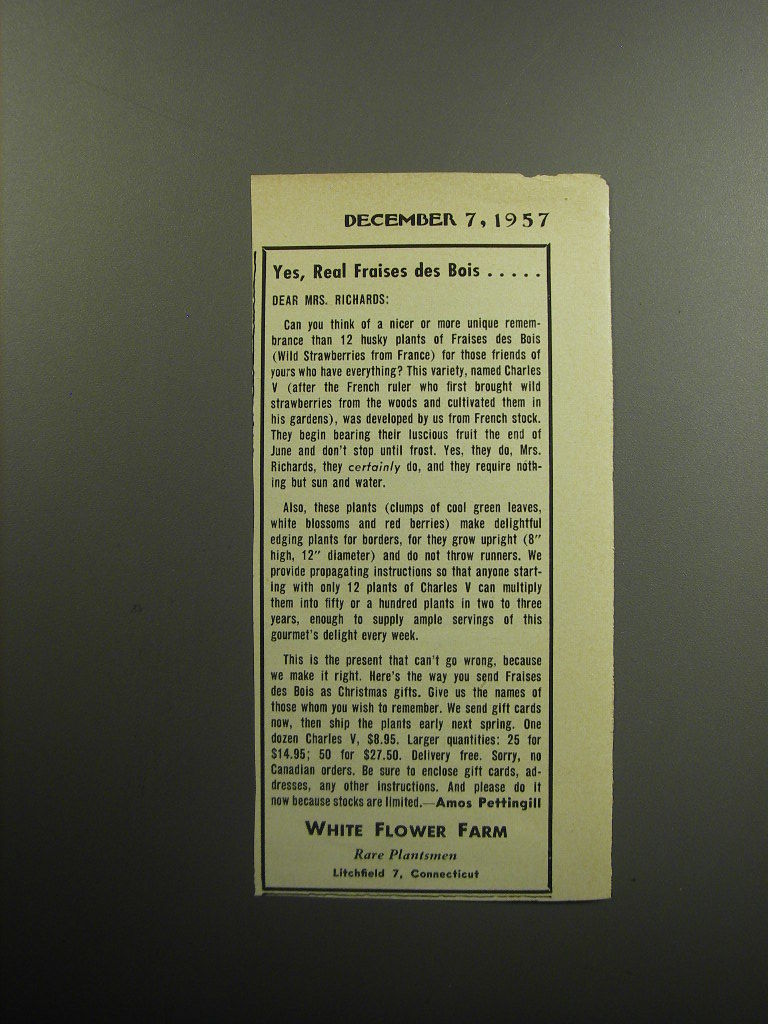 DECEMBER 7, 1957
Yes, Real Fraises des Bois . . . . .
DEAR MRS. RICHARDS:
Can you think of a nicer or more unique remem-
brance than 12 husky plants of Fraises des Bois
(Wild Strawberries from France) for those friends of
yours who have everything? This variety, named Charles
V (after the French ruler who first brought wild
strawberries from the woods and cultivated them in
his gardens), was developed by us from French stock.
They begin bearing their luscious fruit the end of
June and don't stop until frost. Yes, they do, Mrs.
Richards, they certainly do, and they require noth-
ing but sun and water.
Also, these plants (clumps of cool green leaves,
white blossoms and red berries) make delightful
edging plants for borders, for they grow upright (8"
high, 12" diameter) and do not throw runners. We
provide propagating instructions so that anyone start-
ing with only 12 plants of Charles V can multiply
them into fifty or a hundred plants in two to three
years, enough to supply ample servings of this
gourmet's delight every week.
This is the present that can't go wrong, because
we make it right. Here's the way you send Fraises
des Bois as Christmas gifts. Give us the names of
those whom you wish to remember. We send gift cards
now, then ship the plants early next spring. One
dozen Charles V, $8.95. Larger quantities: 25 for
$14.95; 50 for $27.50. Delivery free. Sorry, no
Canadian orders. Be sure to enclose gift cards, ad-
dresses, any other instructions. And please do it
now because stocks are limited.—Amos Pettingill
WHITE FLOWER FARM
Rare Plantsmen
Litchfield 7, Connecticut